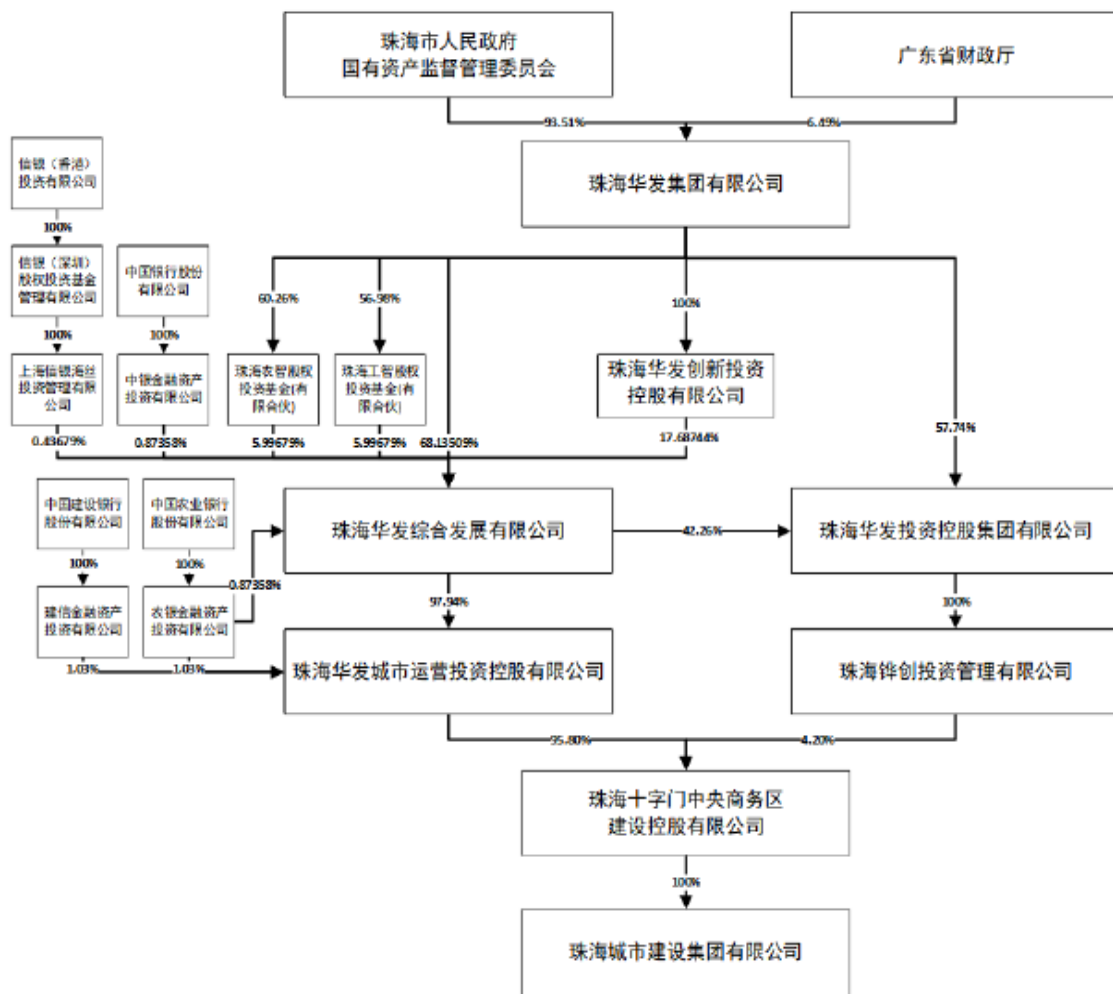 珠海市人民政府
国有资产监督管理委员会
广东省财政厅
93.51%
6.49%
信银（香港）
投资有限公司
珠海华发集团有限公司
100%
信银（深圳）
股权投资基金
管理有限公司
中国银行股份
有限公司
60.26%
56.98%
100%
100%
100%
上海信银海丝
投资管理有限
公司
中银金融资产
投资有限公司
珠海农智股权
投资基金(有
限合伙)
珠海工智股权
投资基金(有
限合伙)
珠海华发创新投资
控股有限公司
57.74%
0.43679%
0.87358%
5.99679%
5.99679%
68.13509%
17.68744%
中国建设银行
股份有限公司
中国农业银行
股份有限公司
珠海华发综合发展有限公司
42.26%
珠海华发投资控股集团有限公司
100%
100%
0.87358%
97.94%
100%
建信金融资产
投资有限公司
农银金融资产
投资有限公司
珠海华发城市运营投资控股有限公司
珠海铧创投资管理有限公司
1.03%
1.03%
95.80%
4.20%
珠海十字门中央商务区
建设控股有限公司
100%
珠海城市建设集团有限公司